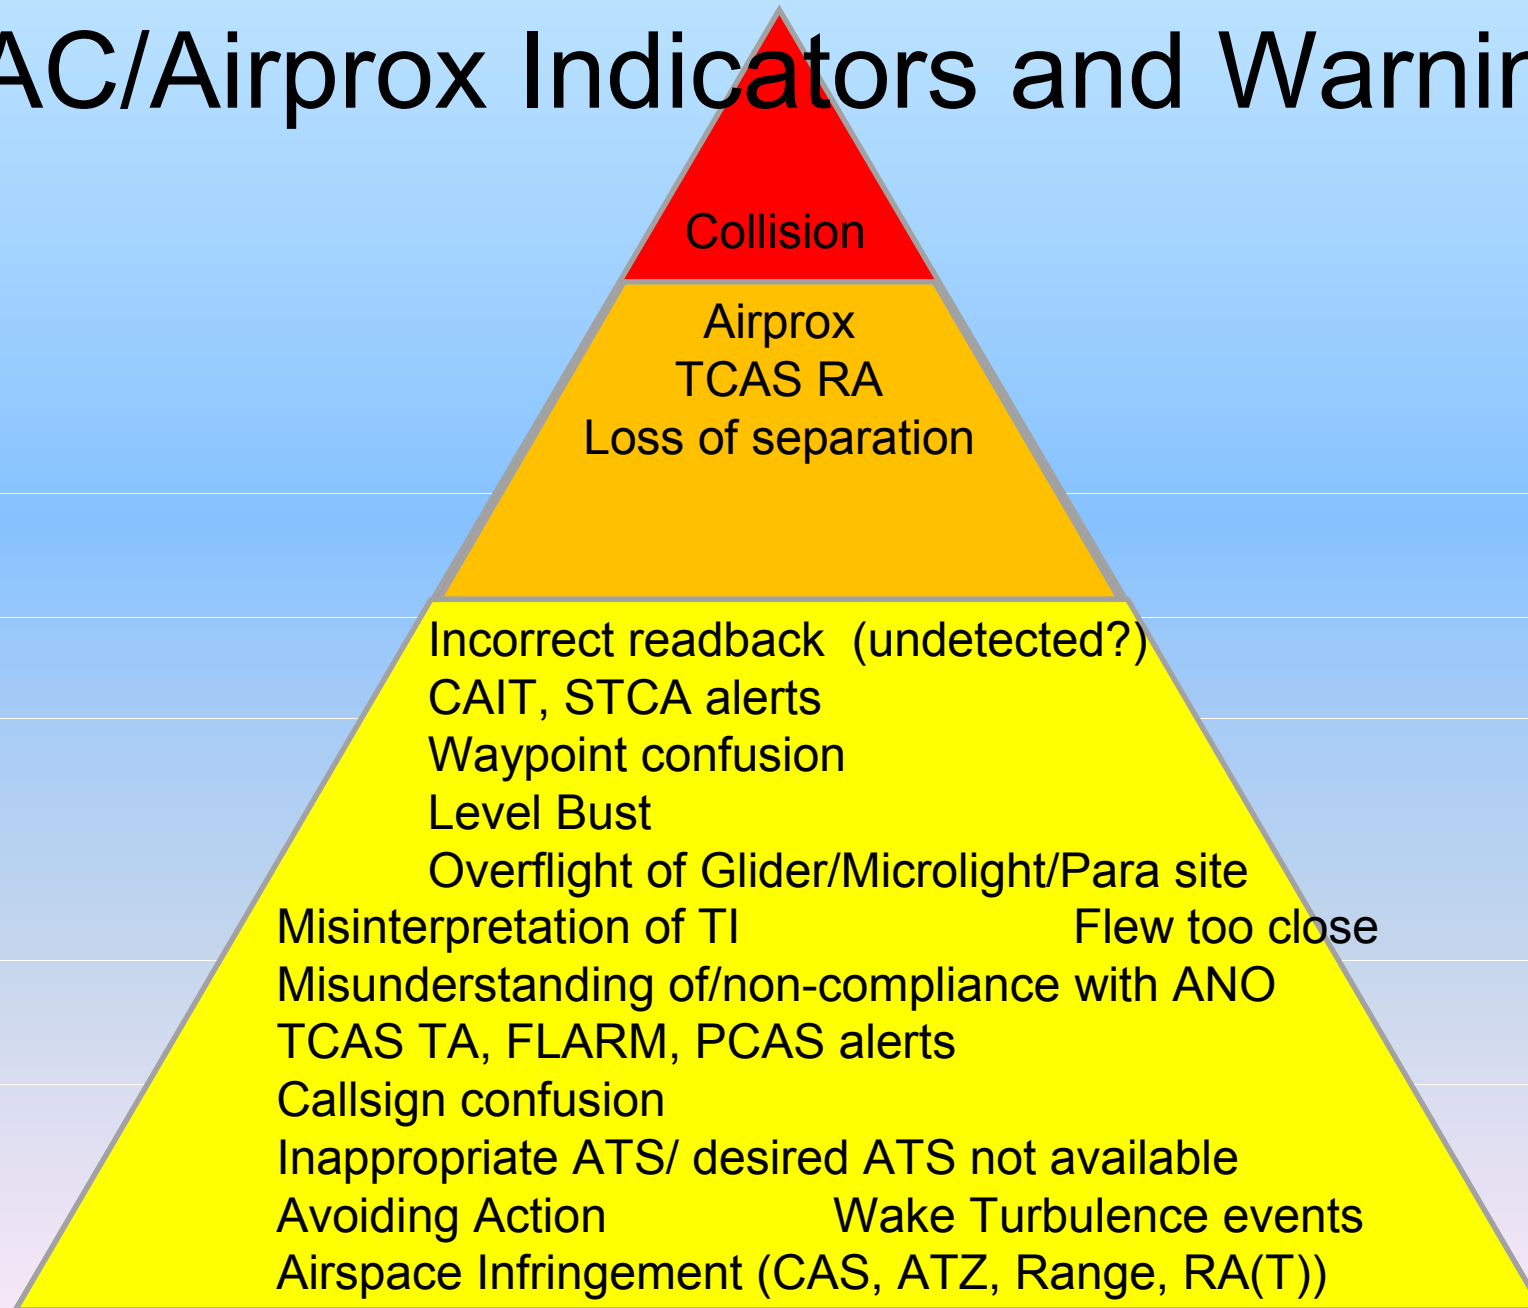 AC/Airprox Indicators and Warnin
Collision
Airprox
TCAS RA
Loss of separation
Incorrect readback (undetected?)
CAIT, STCA alerts
Waypoint confusion
Level Bust
Overflight of Glider/Microlight/Para site
Misinterpretation of TI Flew too close
Misunderstanding of/non-compliance with ANO
TCAS TA, FLARM, PCAS alerts
Callsign confusion
Inappropriate ATS/ desired ATS not available
Avoiding Action Wake Turbulence events
Airspace Infringement (CAS, ATZ, Range, RA(T))